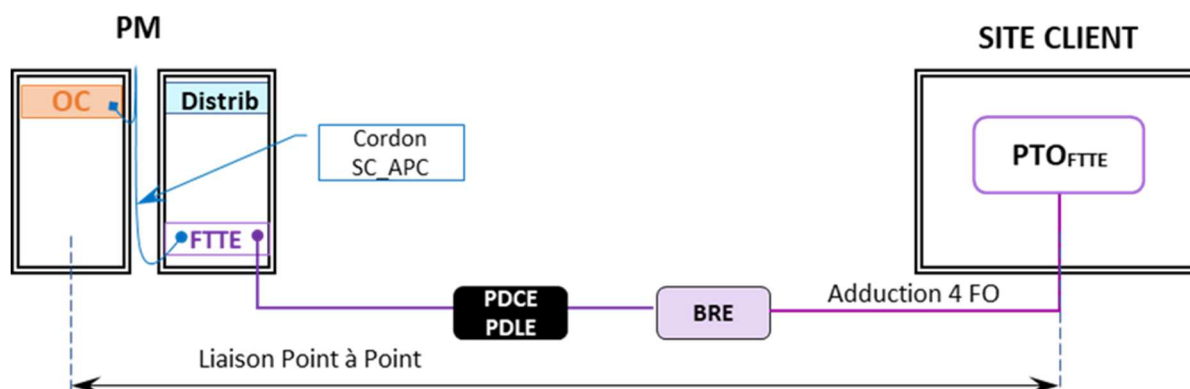 PM
SITE CLIENT
OC
Distrib
Cordon
SC_APC
PTOFTTE
FTTE
PDCE
PDLE
BRE
Adduction 4 FO
Liaison Point à Point